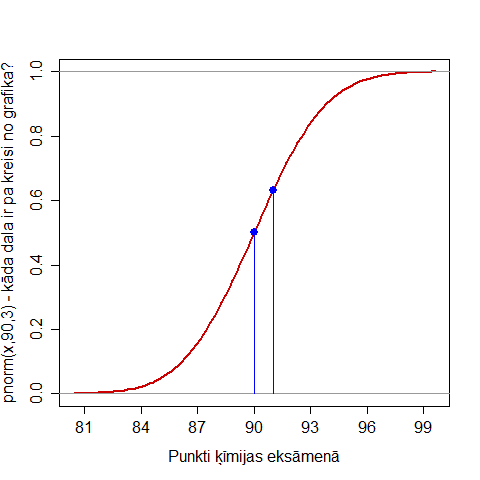 pnorm(x,90,3) - kāda daļa ir pa kreisi no grafika?
1.0
0.8
0.6
0.4
0.2
0.0
81 84 87 90 93 96 99
Punkti ķīmijas eksāmenā